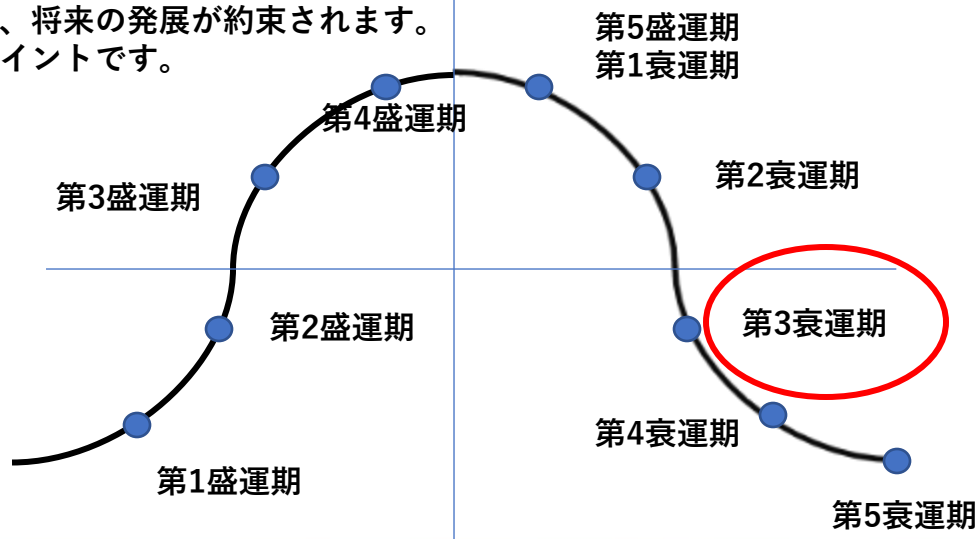 、将来の発展が約束されます。
イントです。
第5盛運期
第1衰運期
第4盛運期
第2衰運期
第3盛運期
第2盛運期
第3衰運期
第4衰運期
第1盛運期
第5衰運期